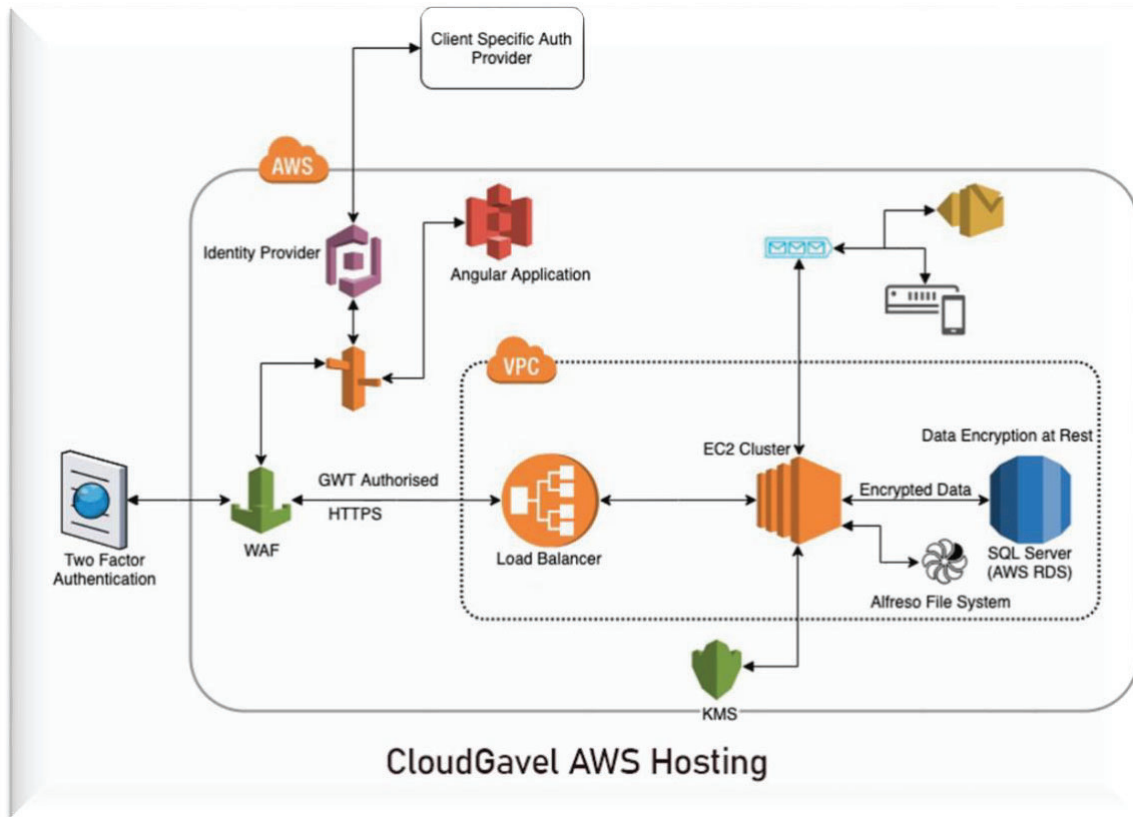 Client Specific Auth
Provider
AWS
Identity Provider
Angular Application
VPC
EC2 Cluster
Data Encryption at Rest
GWT Authorised
HTTPS
Encrypted Data
WAF
Load Balancer
SQL Server
(AWS RDS)
Two Factor
Authentication
Alfreso File System
KMS
CloudGavel AWS Hosting